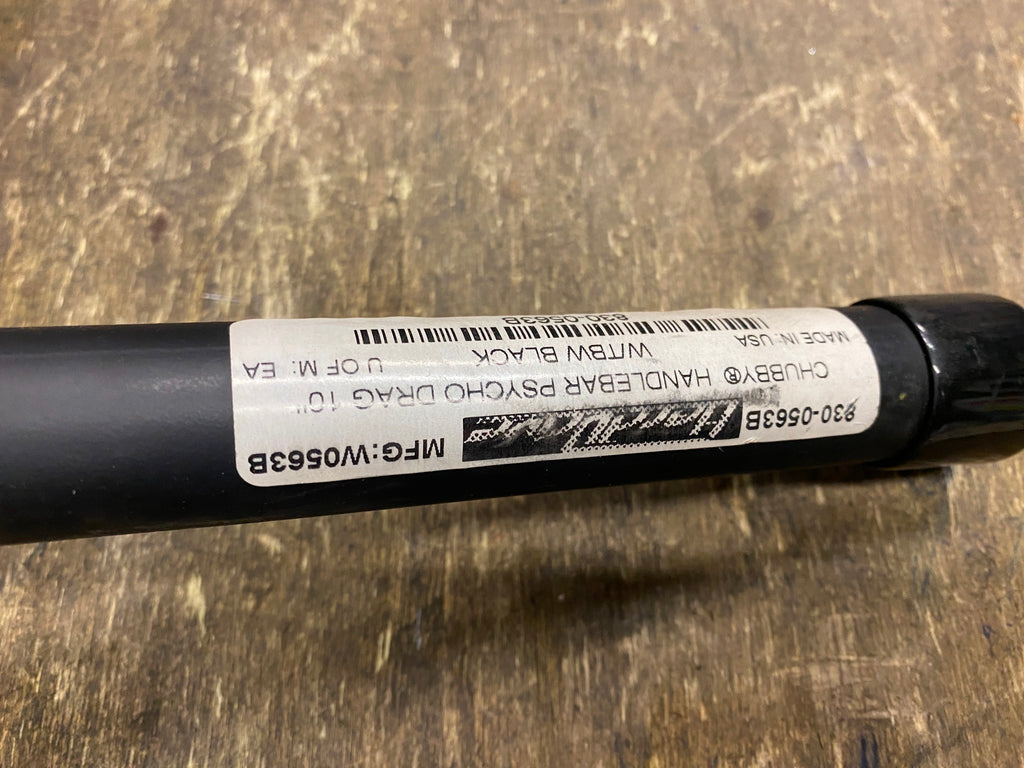 830-0563B MFG:W0563B
CHUBBY® HANDLEBAR PSYCHO DRAG 10"
W/TBW BLACK
MADE IN: USA U OF M: EA
830-0563B